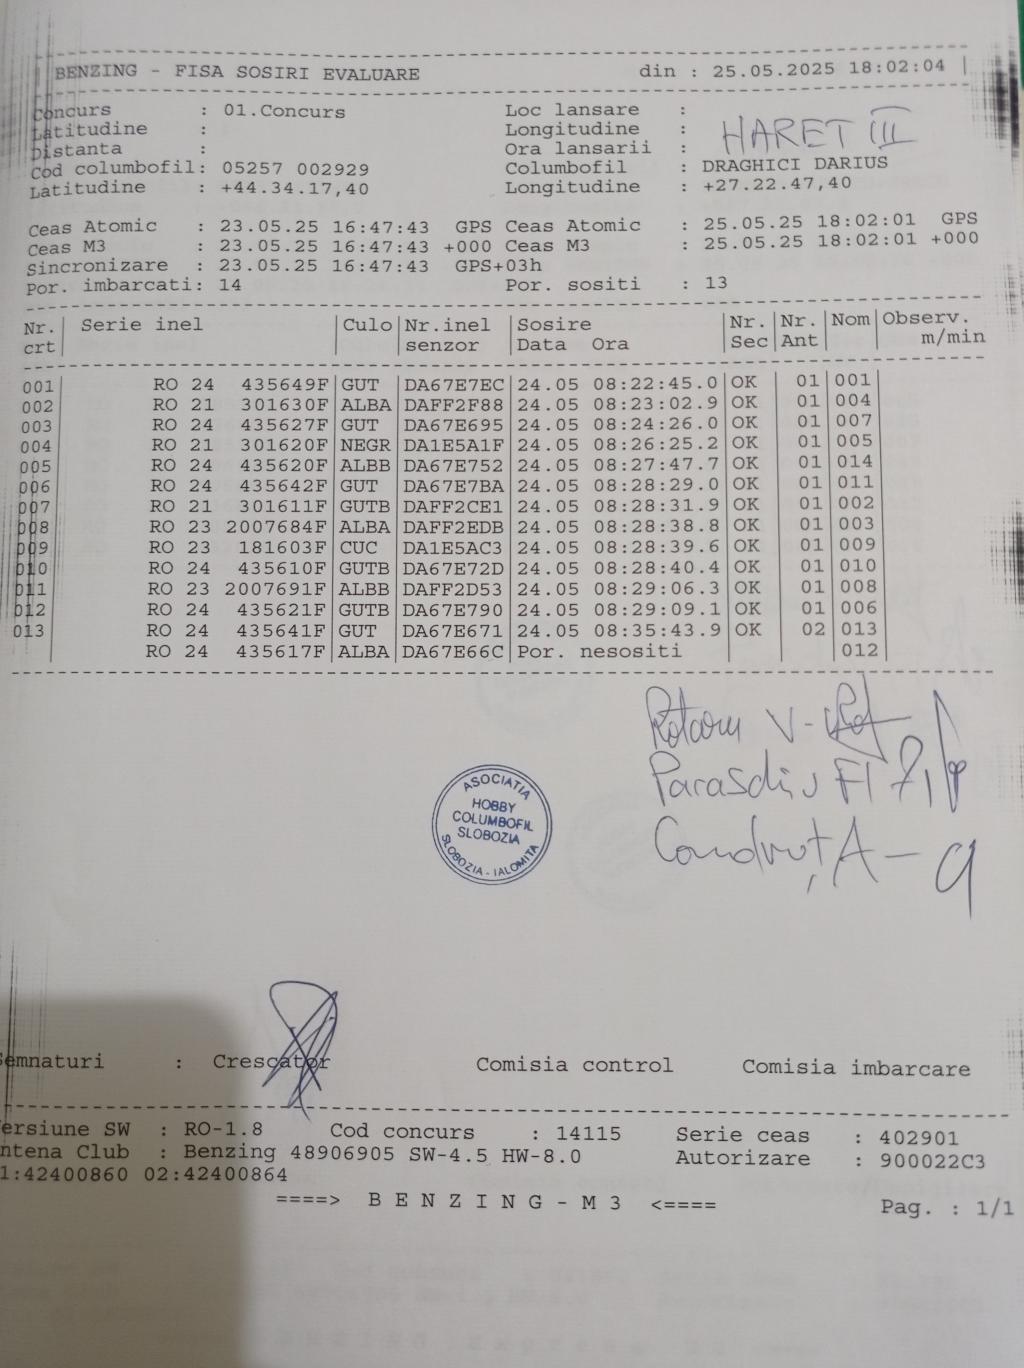 BENZING - FISA SOSIRI EVALUARE din : 25.05.2025 18:02:04
Concurs : 01.Concurs Loc lansare :
Latitudine : Longitudine : HARET III
Distanta : Ora lansarii :
Cod columbofil: 05257 002929 Columbofil : DRAGHICI DARIUS
Latitudine : +44.34.17,40 Longitudine : +27.22.47,40
Ceas Atomic : 23.05.25 16:47:43 GPS Ceas Atomic : 25.05.25 18:02:01 GPS
Ceas M3 : 23.05.25 16:47:43 +000 Ceas M3 : 25.05.25 18:02:01 +000
Sincronizare : 23.05.25 16:47:43 GPS+03h
Por. imbarcati: 14 Por. sositi : 13
Nr. | Serie inel | Culo | Nr.inel | Sosire | Nr. | Nr. | Nom | Observ.
crt | | | senzor | Data Ora | Sec | Ant | | m/min
001 | RO 24 435649F | GUT | DA67E7EC | 24.05 08:22:45.0 | OK | 01 | 001
002 | RO 21 301630F | ALBA | DAFF2F88 | 24.05 08:23:02.9 | OK | 01 | 004
003 | RO 24 435627F | GUT | DA67E695 | 24.05 08:24:26.0 | OK | 01 | 007
004 | RO 21 301620F | NEGR | DA1E5A1F | 24.05 08:26:25.2 | OK | 01 | 005
005 | RO 24 435620F | ALBB | DA67E752 | 24.05 08:27:47.7 | OK | 01 | 014
006 | RO 24 435642F | GUT | DA67E7BA | 24.05 08:28:29.0 | OK | 01 | 011
007 | RO 21 301611F | GUTB | DAFF2CE1 | 24.05 08:28:31.9 | OK | 01 | 002
008 | RO 23 2007684F | ALBA | DAFF2EDB | 24.05 08:28:38.8 | OK | 01 | 003
009 | RO 23 181603F | CUC | DA1E5AC3 | 24.05 08:28:39.6 | OK | 01 | 009
010 | RO 24 435610F | GUTB | DA67E72D | 24.05 08:28:40.4 | OK | 01 | 010
011 | RO 23 2007691F | ALBB | DAFF2D53 | 24.05 08:29:06.3 | OK | 01 | 008
012 | RO 24 435621F | GUTB | DA67E790 | 24.05 08:29:09.1 | OK | 01 | 006
013 | RO 24 435641F | GUT | DA67E671 | 24.05 08:35:43.9 | OK | 02 | 013
RO 24 435617F | ALBA | DA67E66C | Por. nesositi | | | 012
Rotaru V -
Paraschiv Fl
Conduruț A -
ASOCIATIA
HOBBY
COLUMBOFIL
SLOBOZIA
SLOBOZIA - IALOMITA
Semnaturi : Crescator Comisia control Comisia imbarcare
ersiune SW : RO-1.8 Cod concurs : 14115 Serie ceas : 402901
ntena Club : Benzing 48906905 SW-4.5 HW-8.0 Autorizare : 900022C3
1:42400860 02:42400864
====> B E N Z I N G - M 3 <==== Pag. : 1/1